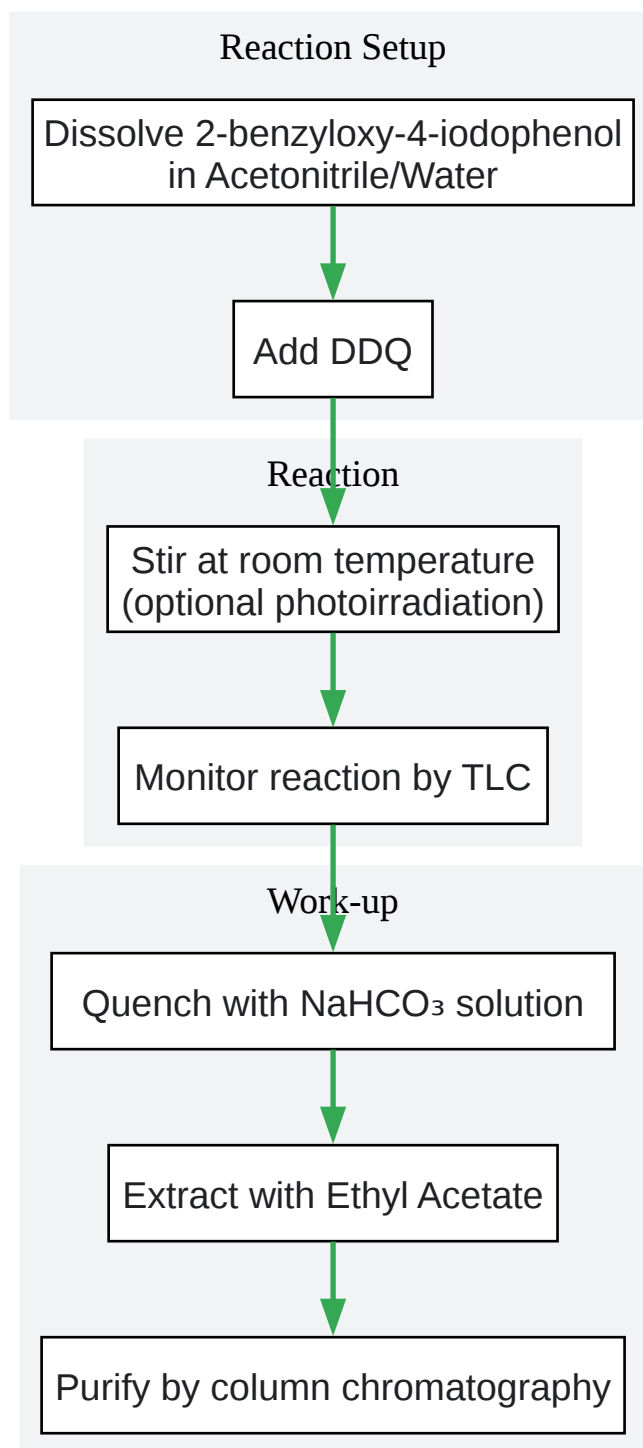 Reaction Setup
Dissolve 2-benzyloxy-4-iodophenol
in Acetonitrile/Water
Add DDQ
Reaction
Stir at room temperature
(optional photoirradiation)
Monitor reaction by TLC
Work-up
Quench with NaHCO₃ solution
Extract with Ethyl Acetate
Purify by column chromatography